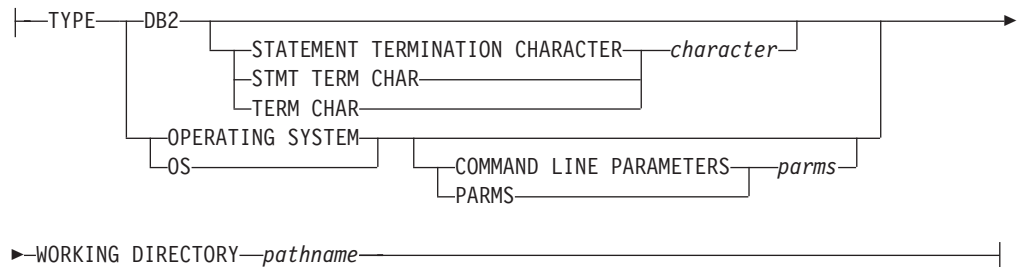 TYPE DB2
STATEMENT TERMINATION CHARACTER character
STMT TERM CHAR
TERM CHAR
OPERATING SYSTEM
OS
COMMAND LINE PARAMETERS parms
PARMS
WORKING DIRECTORY pathname